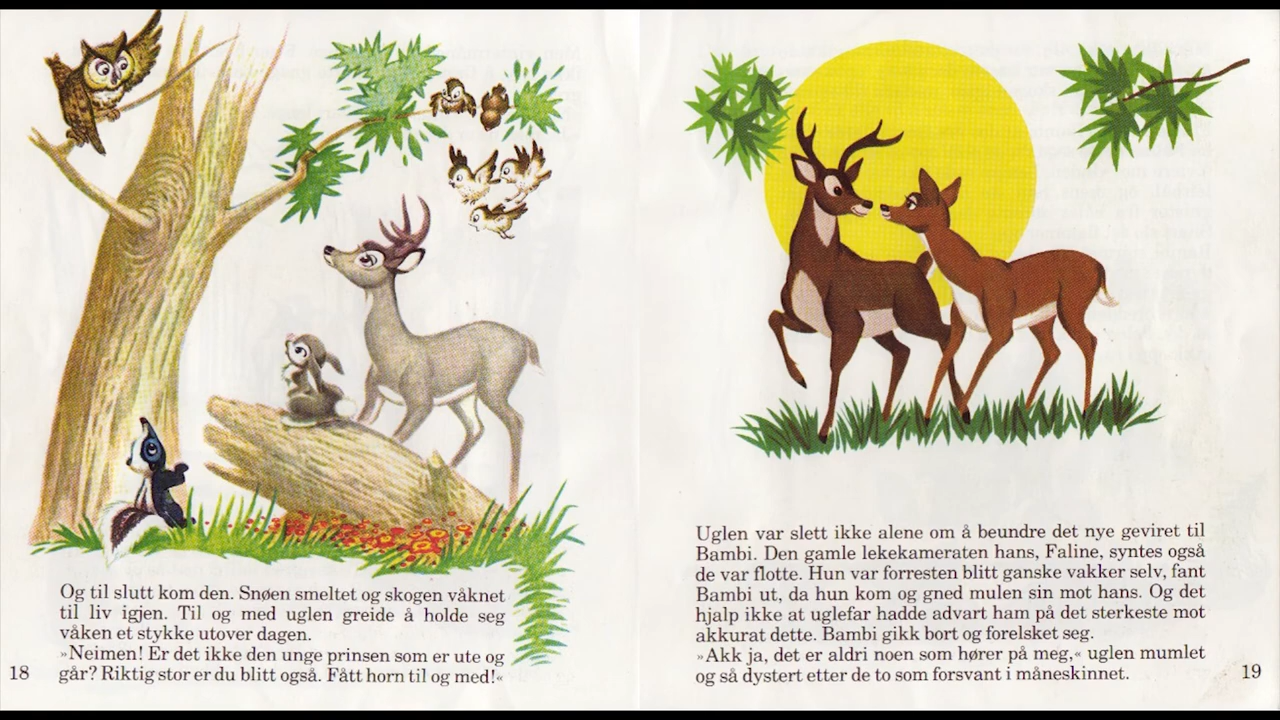 Og til slutt kom den. Snøen smeltet og skogen våknet
til liv igjen. Til og med uglen greide å holde seg
våken et stykke utover dagen.
»Neimen! Er det ikke den unge prinsen som er ute og
går? Riktig stor er du blitt også. Fått horn til og med!«
18
Uglen var slett ikke alene om å beundre det nye geviret til
Bambi. Den gamle lekekameraten hans, Faline, syntes også
de var flotte. Hun var forresten blitt ganske vakker selv, fant
Bambi ut, da hun kom og gned mulen sin mot hans. Og det
hjalp ikke at uglefar hadde advart ham på det sterkeste mot
akkurat dette. Bambi gikk bort og forelsket seg.
»Akk ja, det er aldri noen som hører på meg,« uglen mumlet
og så dystert etter de to som forsvant i måneskinnet.
19